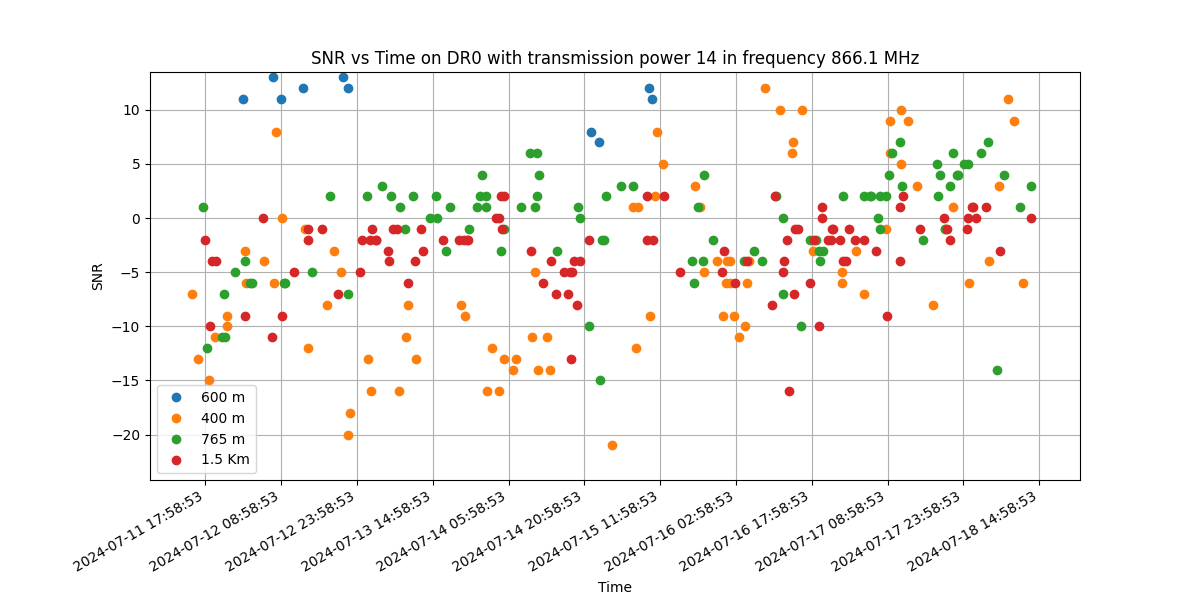 SNR vs Time on DR0 with transmission power 14 in frequency 866.1 MHz
10
5
0
−5
−10
−15
−20
SNR
600 m
400 m
765 m
1.5 Km
2024-07-11 17:58:53
2024-07-12 08:58:53
2024-07-12 23:58:53
2024-07-13 14:58:53
2024-07-14 05:58:53
2024-07-14 20:58:53
2024-07-15 11:58:53
2024-07-16 02:58:53
2024-07-16 17:58:53
2024-07-17 08:58:53
2024-07-17 23:58:53
2024-07-18 14:58:53
Time